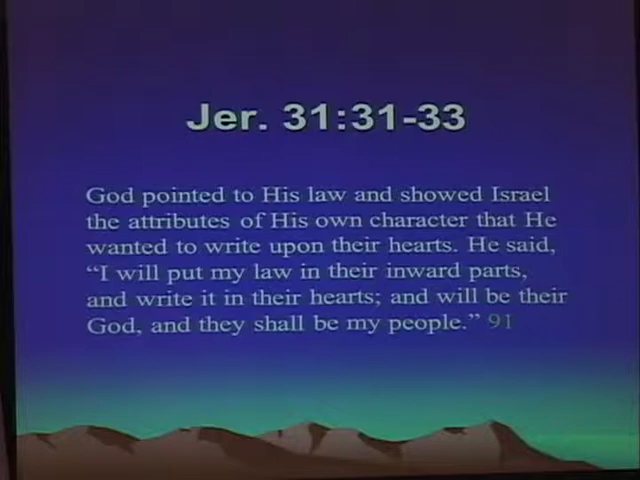 Jer. 31:31-33
God pointed to His law and showed Israel
the attributes of His own character that He
wanted to write upon their hearts. He said,
“I will put my law in their inward parts,
and write it in their hearts; and will be their
God, and they shall be my people.” 91